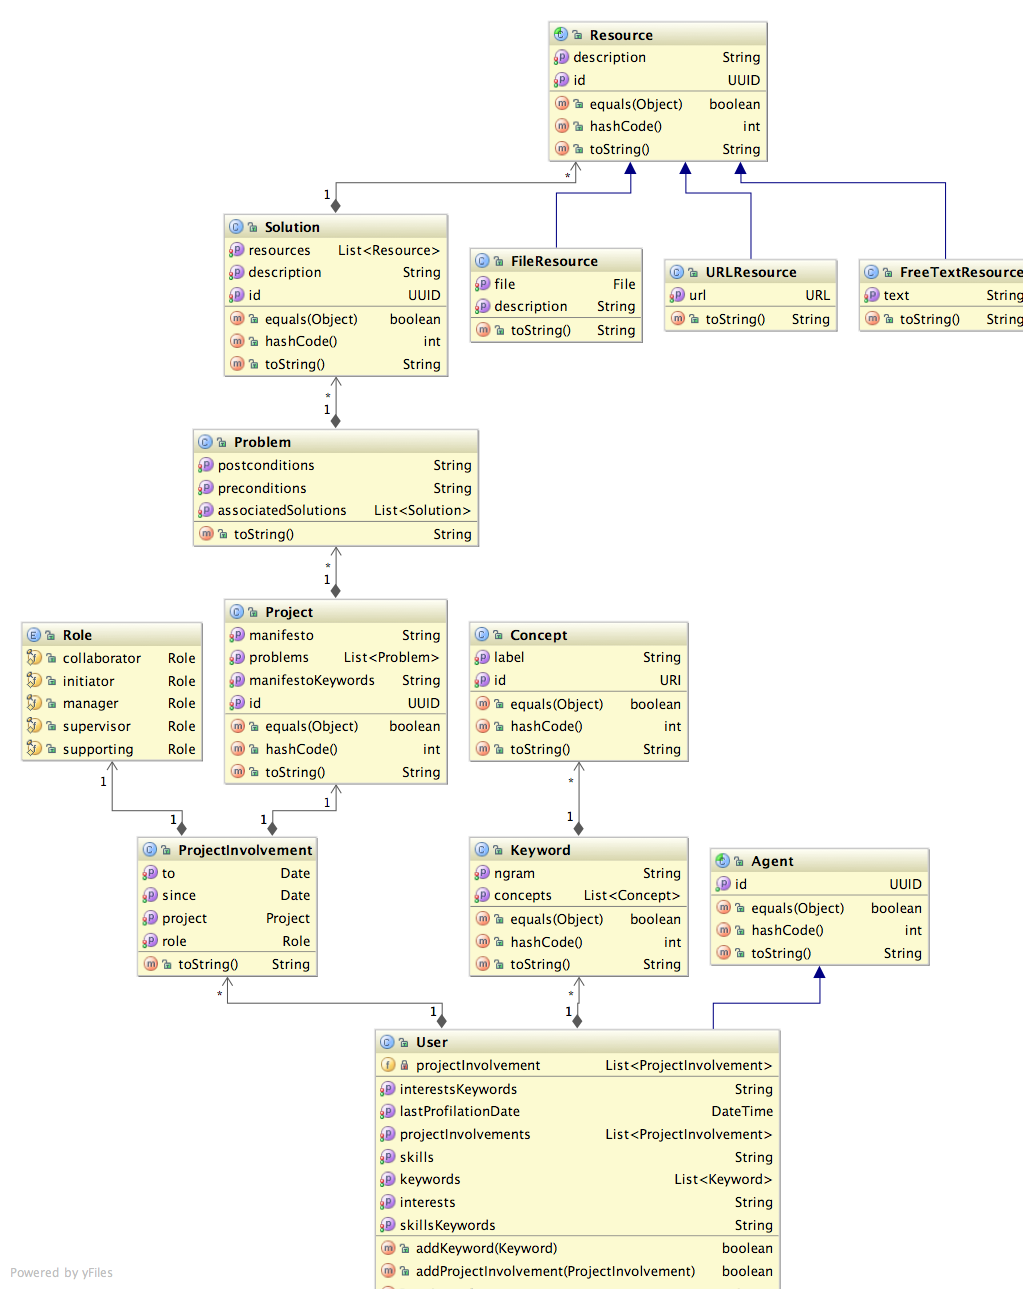 Resource
description String
id UUID
equals(Object) boolean
hashCode() int
toString() String
*
1
Solution
resources List<Resource>
description String
id UUID
equals(Object) boolean
hashCode() int
toString() String
FileResource
file File
description String
toString() String
URLResource
url URL
toString() String
FreeTextResource
text String
toString() String
*
1
Problem
postconditions String
preconditions String
associatedSolutions List<Solution>
toString() String
*
1
Role
collaborator Role
initiator Role
manager Role
supervisor Role
supporting Role
Project
manifesto String
problems List<Problem>
manifestoKeywords String
id UUID
equals(Object) boolean
hashCode() int
toString() String
Concept
label String
id URI
equals(Object) boolean
hashCode() int
toString() String
1
1
1
1
*
1
ProjectInvolvement
to Date
since Date
project Project
role Role
toString() String
Keyword
ngram String
concepts List<Concept>
equals(Object) boolean
hashCode() int
toString() String
Agent
id UUID
equals(Object) boolean
hashCode() int
toString() String
*
1
*
1
User
projectInvolvement List<ProjectInvolvement>
interestsKeywords String
lastProfilationDate DateTime
projectInvolvements List<ProjectInvolvement>
skills String
keywords List<Keyword>
interests String
skillsKeywords String
addKeyword(Keyword) boolean
addProjectInvolvement(ProjectInvolvement) boolean
Powered by yFiles